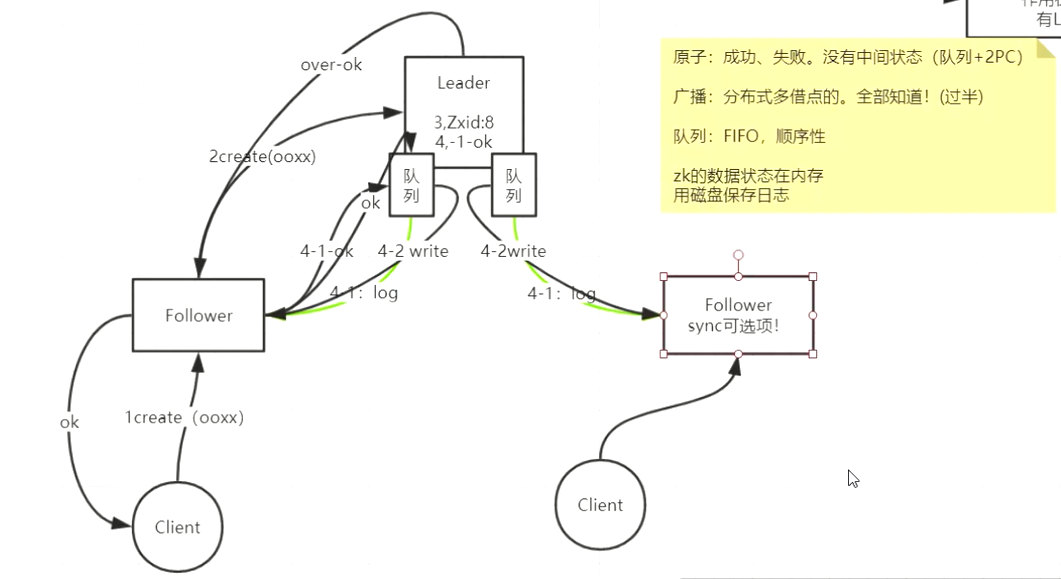 作用
有L
原子：成功、失败。没有中间状态（队列+2PC）
广播：分布式多借点的。全部知道！(过半)
队列：FIFO，顺序性
zk的数据状态在内存
用磁盘保存日志
over-ok
Leader
3,Zxid:8
4,-1-ok
2create(ooxx)
队
列
队
列
ok
4-1-ok
4-2 write
4-2write
4-1：log
4-1：log
Follower
Follower
sync可选项！
ok
1create（ooxx）
Client
Client